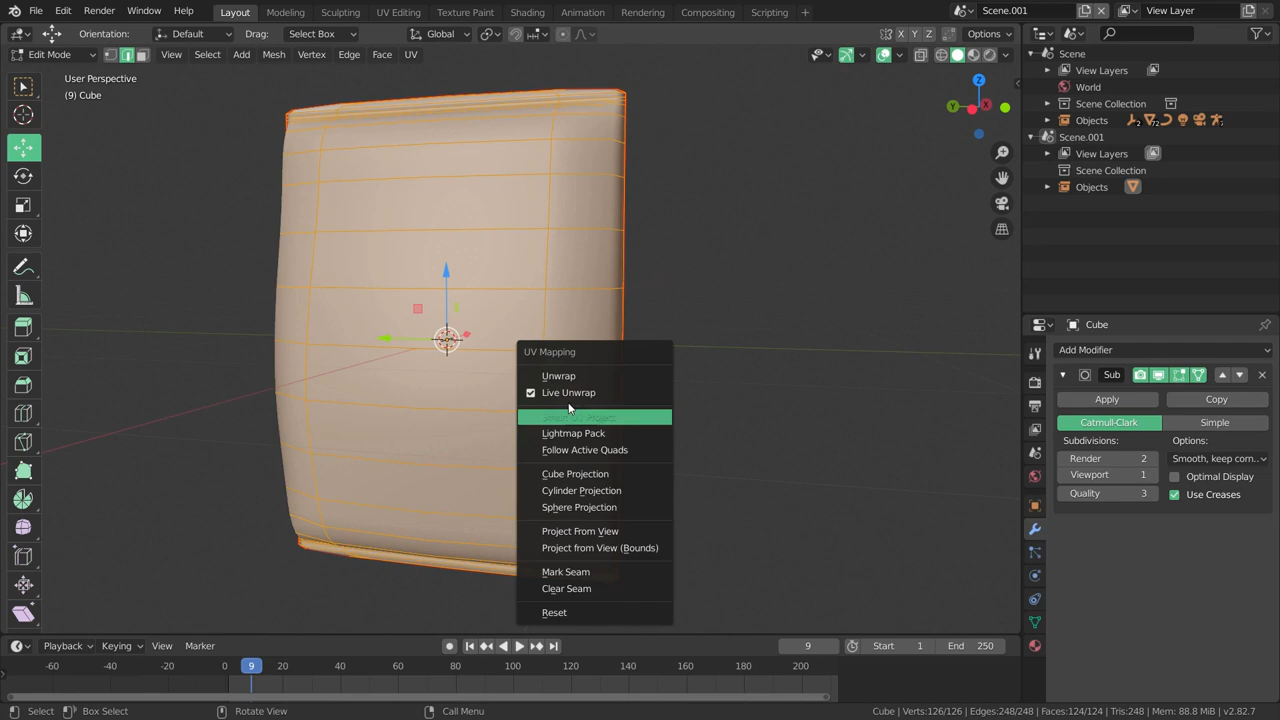 File Edit Render Window Help Layout Modeling Sculpting UV Editing Texture Paint Shading Animation Rendering Compositing Scripting + Scene.001 View Layer
Orientation: Default Drag: Select Box Global X Y Z Options
Edit Mode View Select Add Mesh Vertex Edge Face UV
User Perspective
(9) Cube
Z
Y X
UV Mapping
Unwrap
Live Unwrap
Smart UV Project
Lightmap Pack
Follow Active Quads
Cube Projection
Cylinder Projection
Sphere Projection
Project From View
Project from View (Bounds)
Mark Seam
Clear Seam
Reset
Scene
View Layers
World
Scene Collection
Objects 2 72 7
Scene.001
View Layers
Scene Collection
Objects
Cube
Add Modifier
Sub
Apply Copy
Catmull-Clark Simple
Subdivisions: Options:
Render 2 Smooth, keep corn..
Viewport 1 Optimal Display
Quality 3 Use Creases
Playback Keying View Marker 9 Start 1 End 250
-60 -40 -20 0 9 20 40 60 80 100 120 140 160 180 200
Select Box Select Rotate View Call Menu Cube | Verts:126/126 | Edges:248/248 | Faces:124/124 | Tris:248 | Mem: 88.8 MiB | v2.82.7